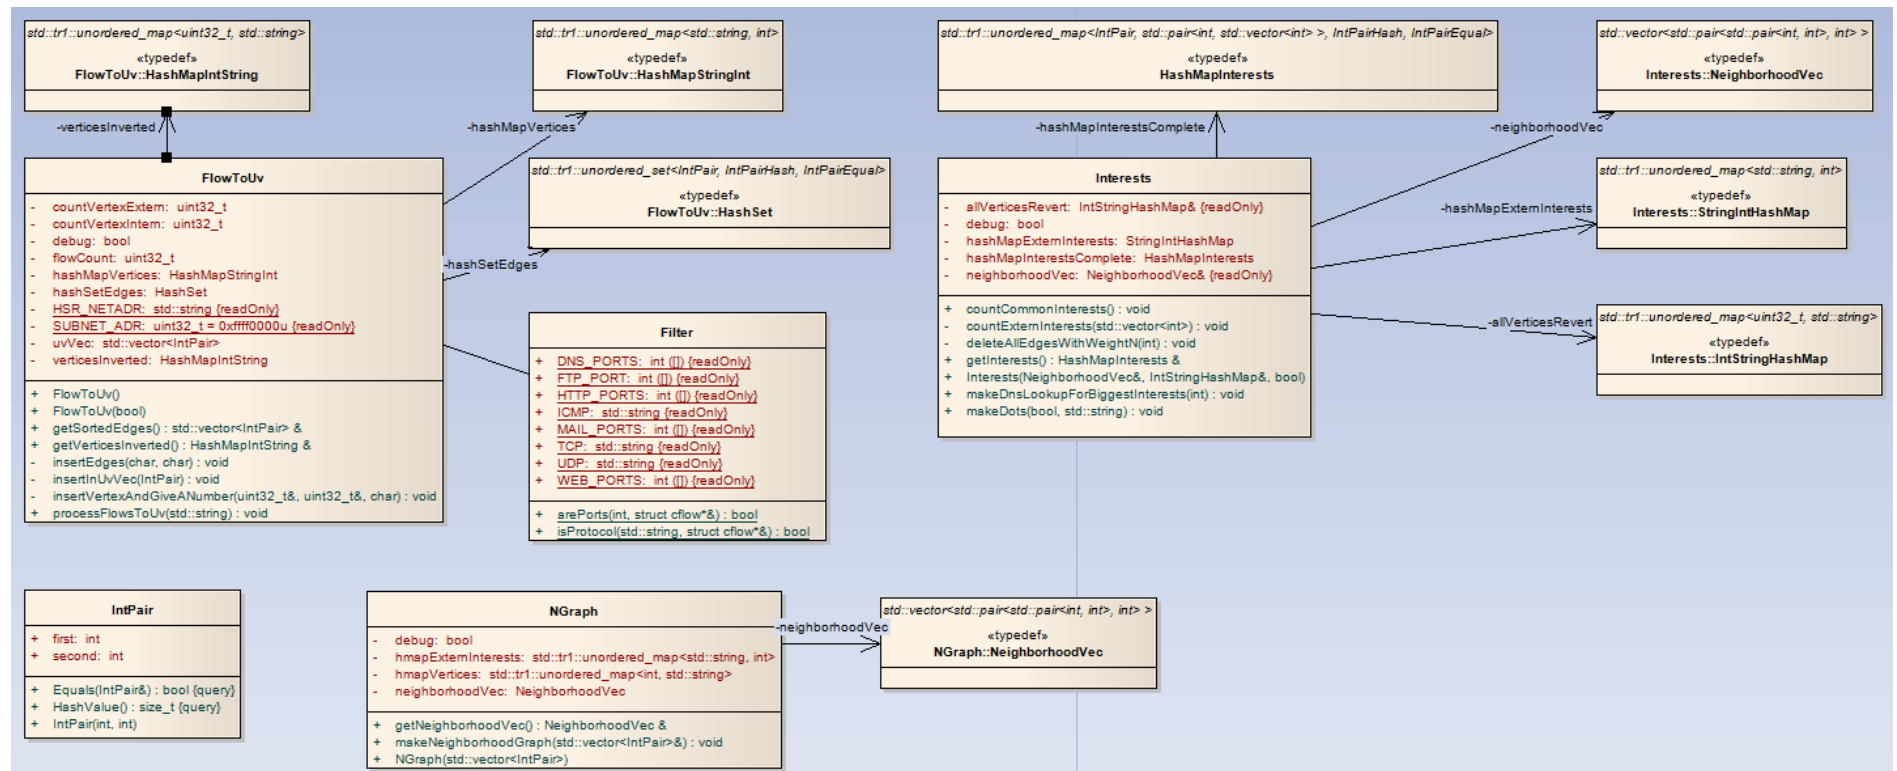 std::tr1::unordered_map<uint32_t, std::string>
«typedef»
FlowToUv::HashMapIntString
std::tr1::unordered_map<std::string, int>
«typedef»
FlowToUv::HashMapStringInt
std::tr1::unordered_map<IntPair, std::pair<int, std::vector<int> >, IntPairHash, IntPairEqual>
«typedef»
HashMapInterests
std::vector<std::pair<std::pair<int, int>, int> >
«typedef»
Interests::NeighborhoodVec
-verticesInverted
-hashMapVertices
-hashMapInterestsComplete
-neighborhoodVec
FlowToUv
- countVertexExtern: uint32_t
- countVertexIntern: uint32_t
- debug: bool
- flowCount: uint32_t
- hashMapVertices: HashMapStringInt
- hashSetEdges: HashSet
- HSR_NETADR: std::string {readOnly}
- SUBNET_ADR: uint32_t = 0xffff0000u {readOnly}
- uvVec: std::vector<IntPair>
- verticesInverted: HashMapIntString
+ FlowToUv()
+ FlowToUv(bool)
+ getSortedEdges() : std::vector<IntPair> &
+ getVerticesInverted() : HashMapIntString &
- insertEdges(char, char) : void
- insertInUvVec(IntPair) : void
- insertVertexAndGiveANumber(uint32_t&, uint32_t&, char) : void
+ processFlowsToUv(std::string) : void
std::tr1::unordered_set<IntPair, IntPairHash, IntPairEqual>
«typedef»
FlowToUv::HashSet
-hashSetEdges
Filter
+ DNS_PORTS: int ([]) {readOnly}
+ FTP_PORT: int ([]) {readOnly}
+ HTTP_PORTS: int ([]) {readOnly}
+ ICMP: std::string {readOnly}
+ MAIL_PORTS: int ([]) {readOnly}
+ TCP: std::string {readOnly}
+ UDP: std::string {readOnly}
+ WEB_PORTS: int ([]) {readOnly}
+ arePorts(int, struct cflow*&) : bool
+ isProtocol(std::string, struct cflow*&) : bool
Interests
- allVerticesRevert: IntStringHashMap& {readOnly}
- debug: bool
- hashMapExternInterests: StringIntHashMap
- hashMapInterestsComplete: HashMapInterests
- neighborhoodVec: NeighborhoodVec& {readOnly}
+ countCommonInterests() : void
- countExternInterests(std::vector<int>) : void
- deleteAllEdgesWithWeightN(int) : void
+ getInterests() : HashMapInterests &
+ Interests(NeighborhoodVec&, IntStringHashMap&, bool)
+ makeDnsLookupForBiggestInterests(int) : void
+ makeDots(bool, std::string) : void
-hashMapExternInterests
std::tr1::unordered_map<std::string, int>
«typedef»
Interests::StringIntHashMap
-allVerticesRevert
std::tr1::unordered_map<uint32_t, std::string>
«typedef»
Interests::IntStringHashMap
IntPair
+ first: int
+ second: int
+ Equals(IntPair&) : bool {query}
+ HashValue() : size_t {query}
+ IntPair(int, int)
NGraph
- debug: bool
- hmapExternInterests: std::tr1::unordered_map<std::string, int>
- hmapVertices: std::tr1::unordered_map<int, std::string>
- neighborhoodVec: NeighborhoodVec
+ getNeighborhoodVec() : NeighborhoodVec &
+ makeNeighborhoodGraph(std::vector<IntPair>&) : void
+ NGraph(std::vector<IntPair>)
-neighborhoodVec
std::vector<std::pair<std::pair<int, int>, int> >
«typedef»
NGraph::NeighborhoodVec